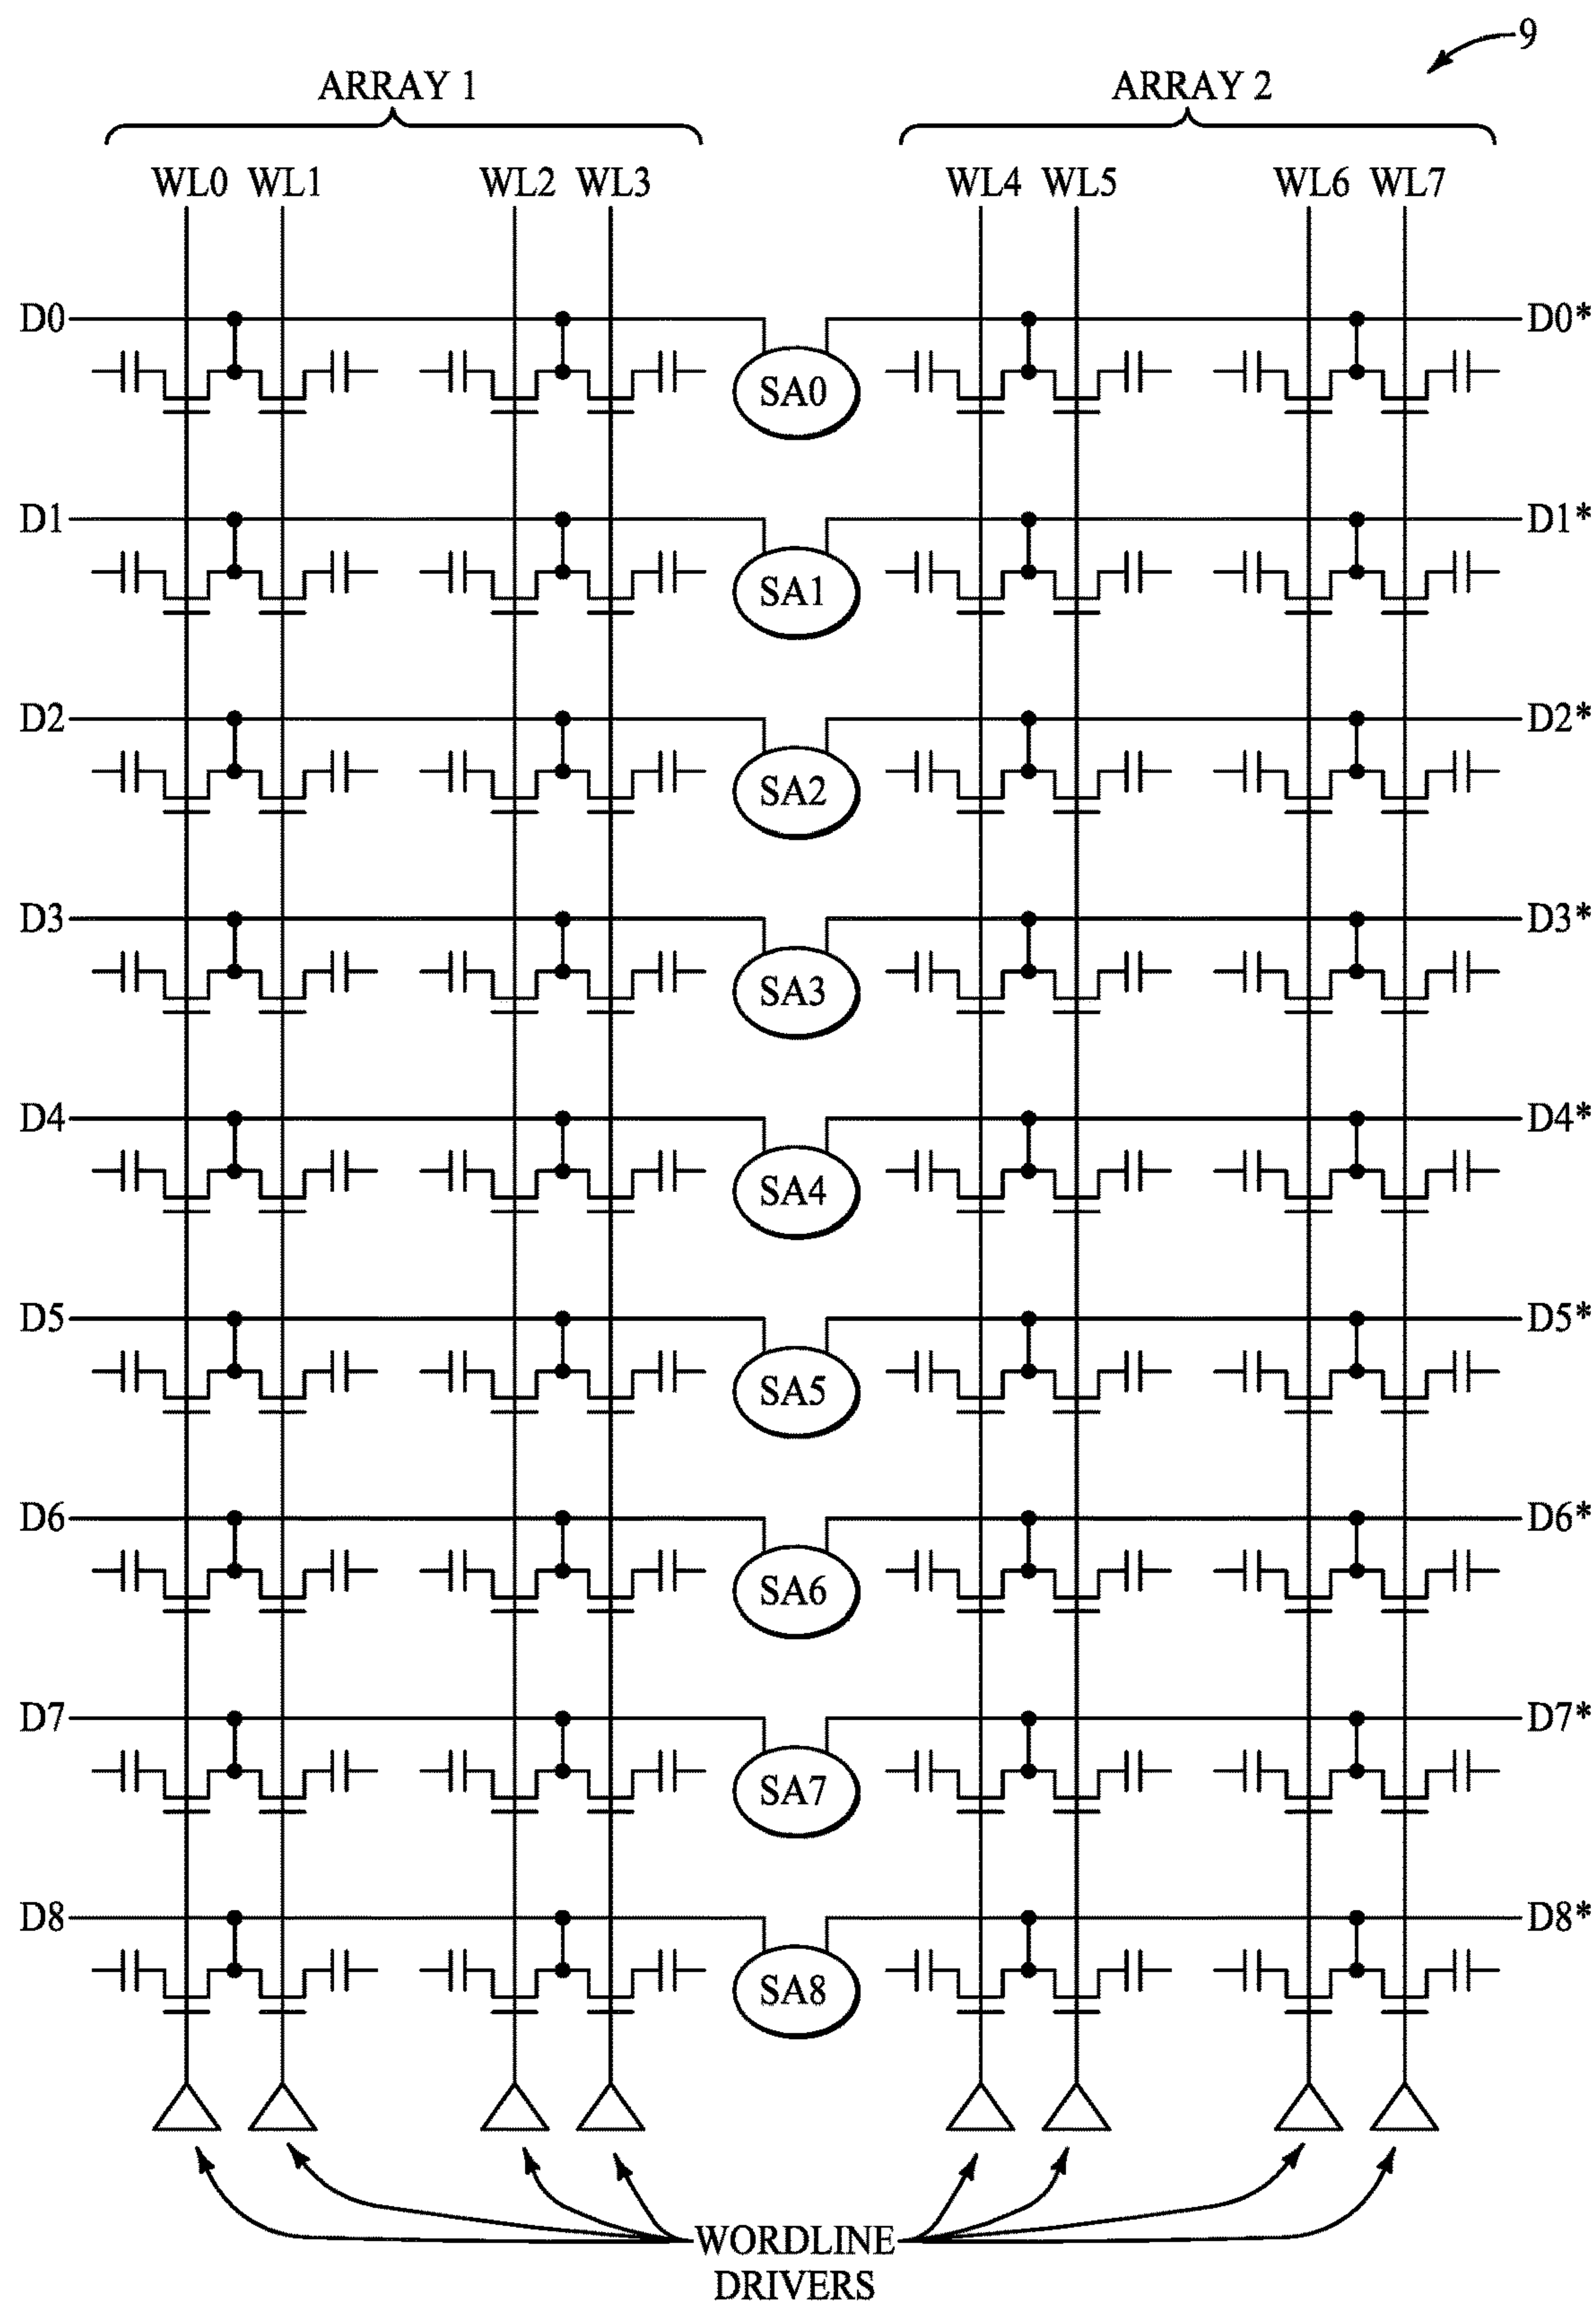 9
ARRAY 1 ARRAY 2
WL0 WL1 WL2 WL3 WL4 WL5 WL6 WL7
D0 D0*
SA0
D1 D1*
SA1
D2 D2*
SA2
D3 D3*
SA3
D4 D4*
SA4
D5 D5*
SA5
D6 D6*
SA6
D7 D7*
SA7
D8 D8*
SA8
WORDLINE
DRIVERS